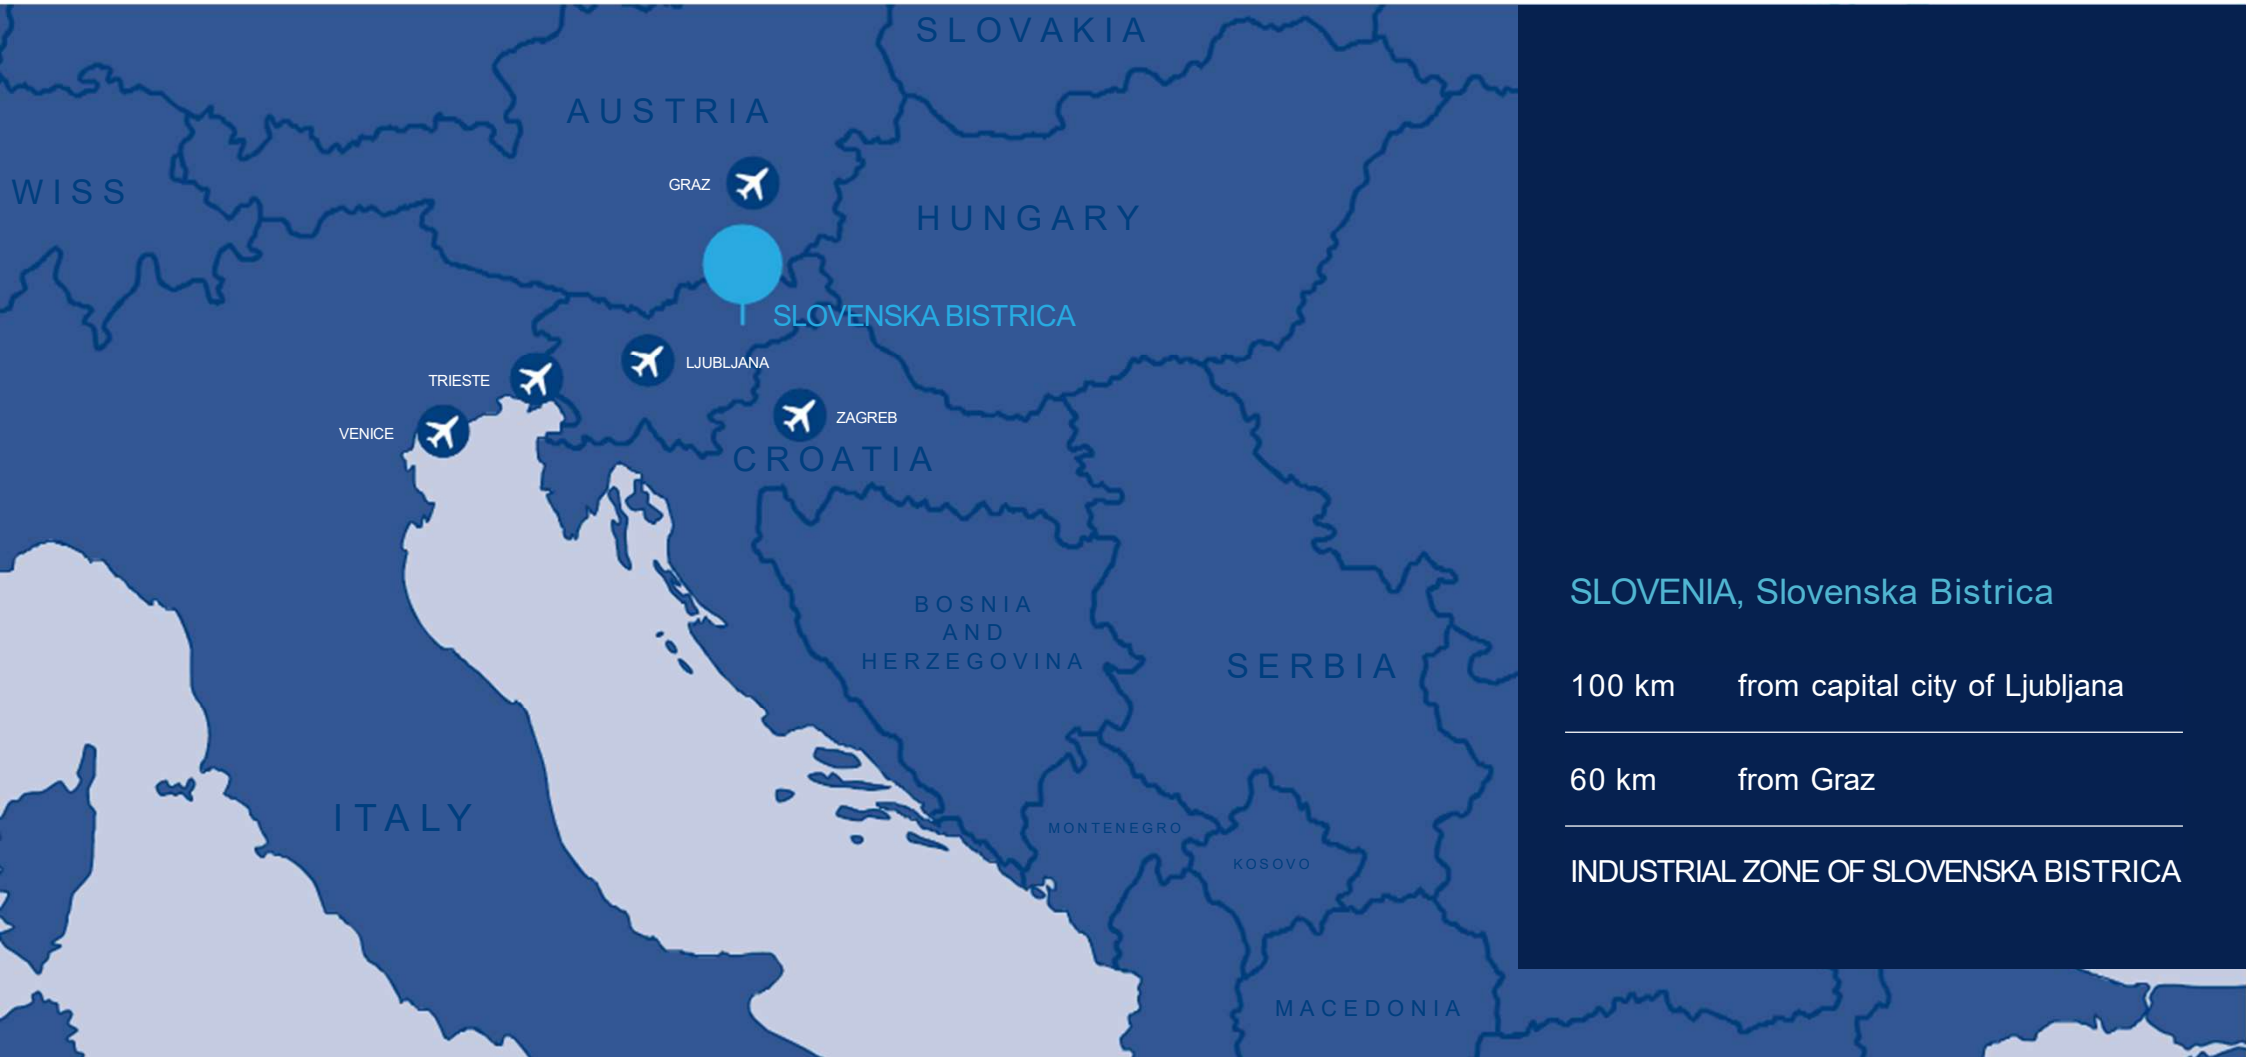 SLOVAKIA
AUSTRIA
WISS
GRAZ
HUNGARY
SLOVENSKA BISTRICA
LJUBLJANA
TRIESTE
ZAGREB
VENICE
CROATIA
BOSNIA
AND
HERZEGOVINA
SERBIA
ITALY
MONTENEGRO
KOSOVO
MACEDONIA
SLOVENIA, Slovenska Bistrica
100 km from capital city of Ljubljana
60 km from Graz
INDUSTRIAL ZONE OF SLOVENSKA BISTRICA